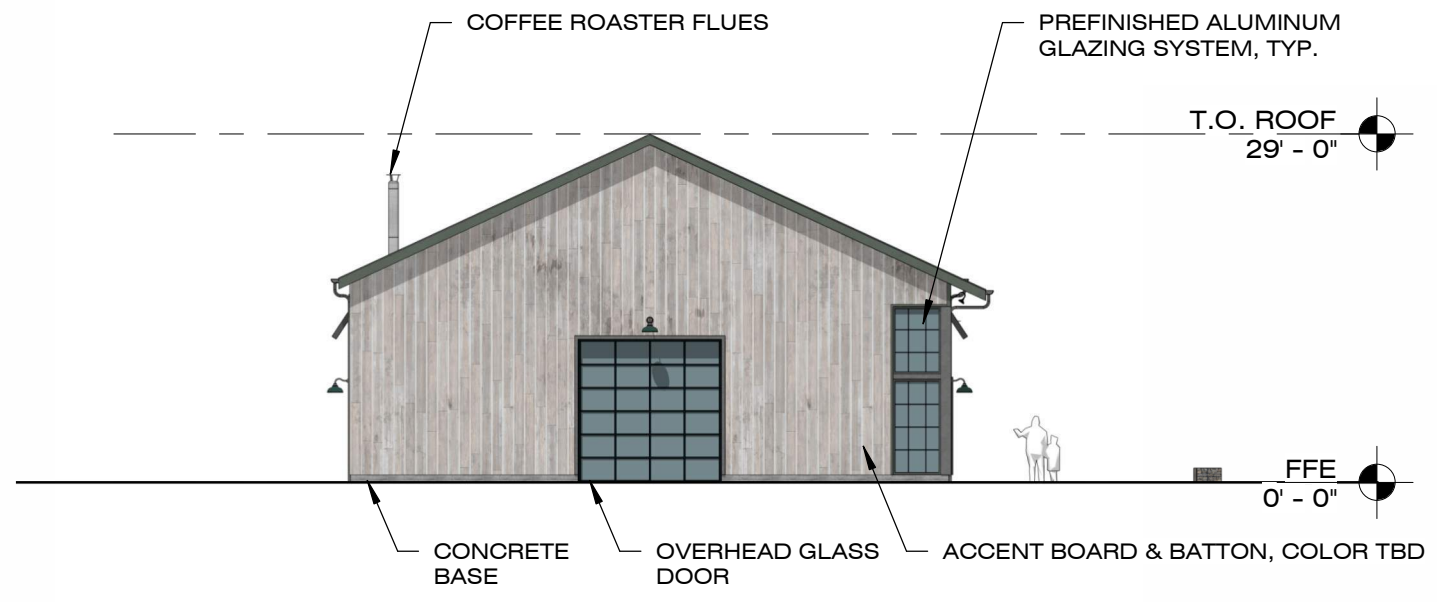 COFFEE ROASTER FLUES
PREFINISHED ALUMINUM
GLAZING SYSTEM, TYP.
T.O. ROOF
29' - 0"
FFE
0' - 0"
CONCRETE
BASE
OVERHEAD GLASS
DOOR
ACCENT BOARD & BATTON, COLOR TBD